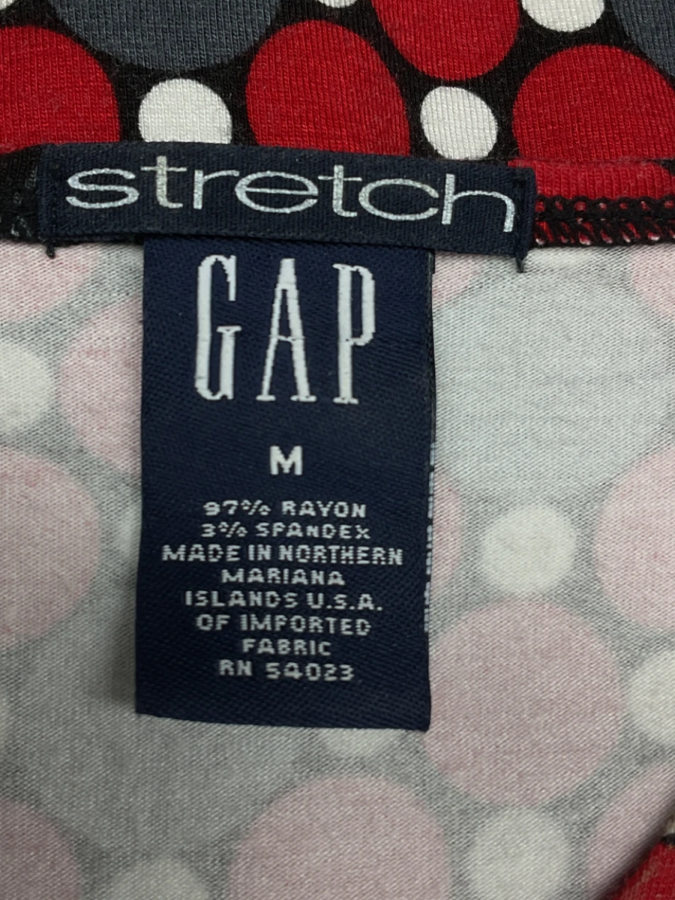 stretch
GAP
M
97% RAYON
3% SPANDEX
MADE IN NORTHERN
MARIANA
ISLANDS U.S.A.
OF IMPORTED
FABRIC
RN 54023